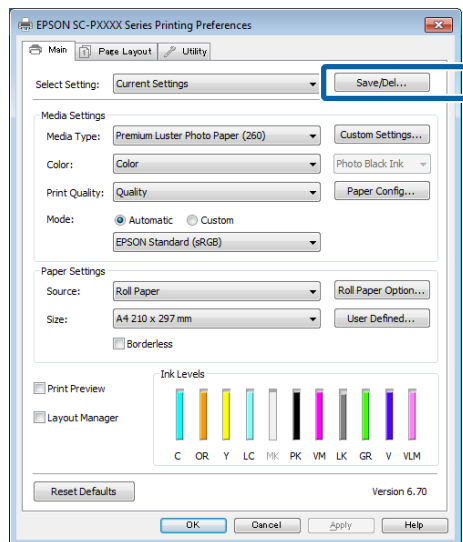 EPSON SC-PXXXX Series Printing Preferences
Main Page Layout Utility
Select Setting: Current Settings Save/Del...
Media Settings
Media Type: Premium Luster Photo Paper (260) Custom Settings...
Color: Color Photo Black Ink
Print Quality: Quality Paper Config...
Mode: Automatic Custom
EPSON Standard (sRGB)
Paper Settings
Source: Roll Paper Roll Paper Option...
Size: A4 210 x 297 mm User Defined...
Borderless
Ink Levels
Print Preview
Layout Manager
C OR Y LC MK PK VM LK GR V VLM
Reset Defaults Version 6.70
OK Cancel Apply Help